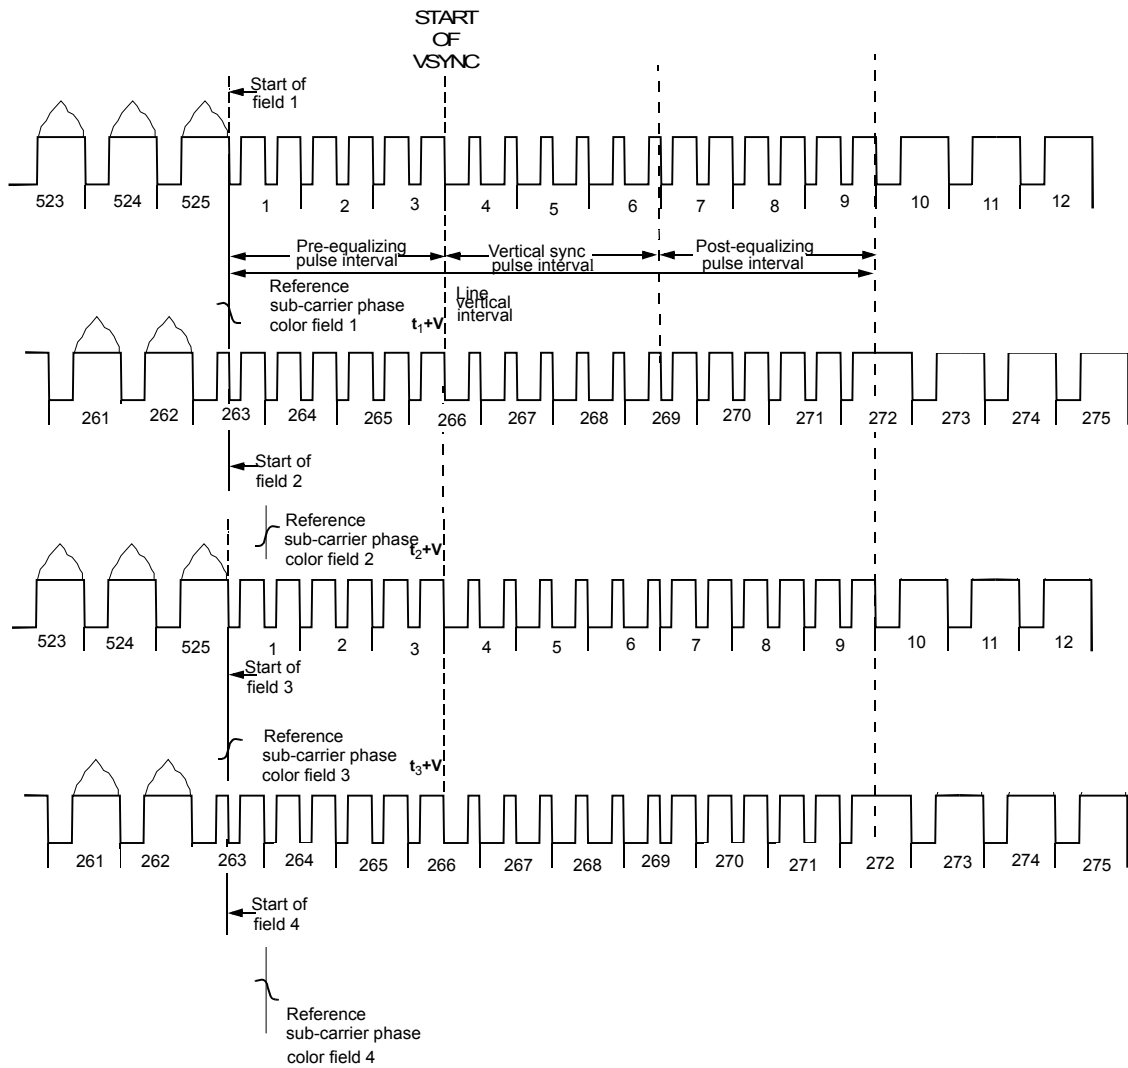 START
OF
VSYNC
Start of
field 1
523 524 525 1 2 3 4 5 6 7 8 9 10 11 12
Pre-equalizing
pulse interval
Vertical sync
pulse interval
Post-equalizing
pulse interval
Reference
sub-carrier phase
color field 1
t₁+V
Line
vertical
interval
261 262 263 264 265 266 267 268 269 270 271 272 273 274 275
Start of
field 2
Reference
sub-carrier phase
color field 2
t₂+V
523 524 525 1 2 3 4 5 6 7 8 9 10 11 12
Start of
field 3
Reference
sub-carrier phase
color field 3
t₃+V
261 262 263 264 265 266 267 268 269 270 271 272 273 274 275
Start of
field 4
Reference
sub-carrier phase
color field 4